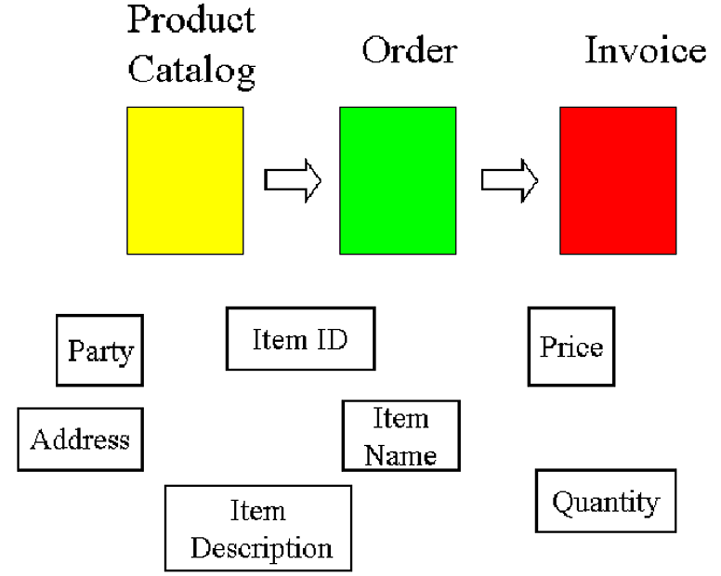 Product
Catalog
Order
Invoice
Party
Item ID
Price
Address
Item
Name
Item
Description
Quantity